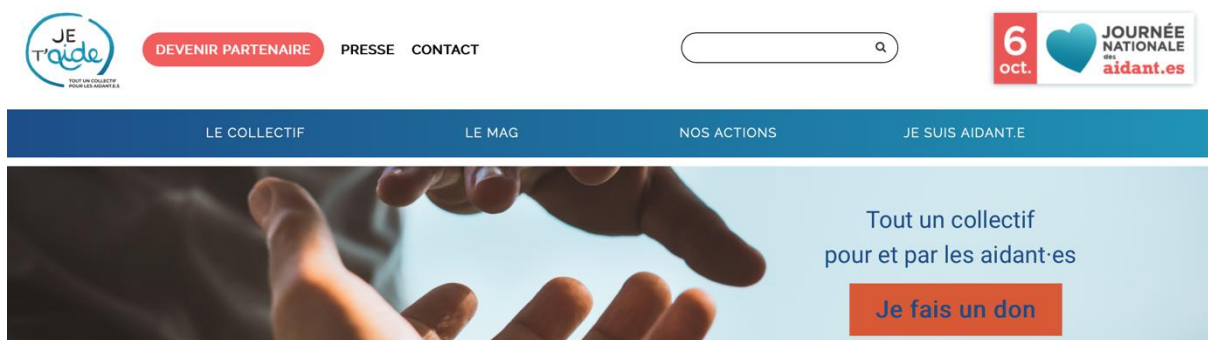 JE
T'aide
TOUT UN COLLECTIF
POUR LES AIDANT.E.S
DEVENIR PARTENAIRE
PRESSE
CONTACT
6
oct.
JOURNÉE
NATIONALE
des
aidant.es
LE COLLECTIF
LE MAG
NOS ACTIONS
JE SUIS AIDANT.E
Tout un collectif
pour et par les aidant·es
Je fais un don